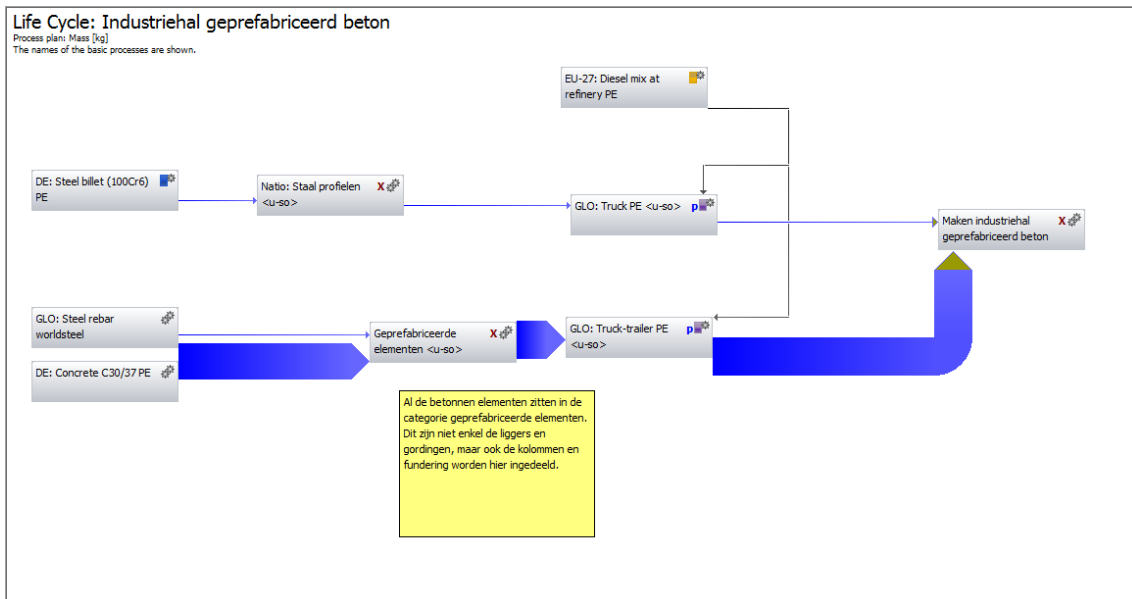 Life Cycle: Industriehal geprefabriceerd beton
Process plan: Mass [kg]
The names of the basic processes are shown.
EU-27: Diesel mix at
refinery PE
DE: Steel billet (100Cr6)
PE
Natio: Staal profielen
<u-so>
X
GLO: Truck PE <u-so>
p
Maken industriehal
geprefabriceerd beton
X
GLO: Steel rebar
worldsteel
Geprefabriceerde
elementen <u-so>
X
GLO: Truck-trailer PE
<u-so>
p
DE: Concrete C30/37 PE
Al de betonnen elementen zitten in de
categorie geprefabriceerde elementen.
Dit zijn niet enkel de liggers en
gordingen, maar ook de kolommen en
fundering worden hier ingedeeld.